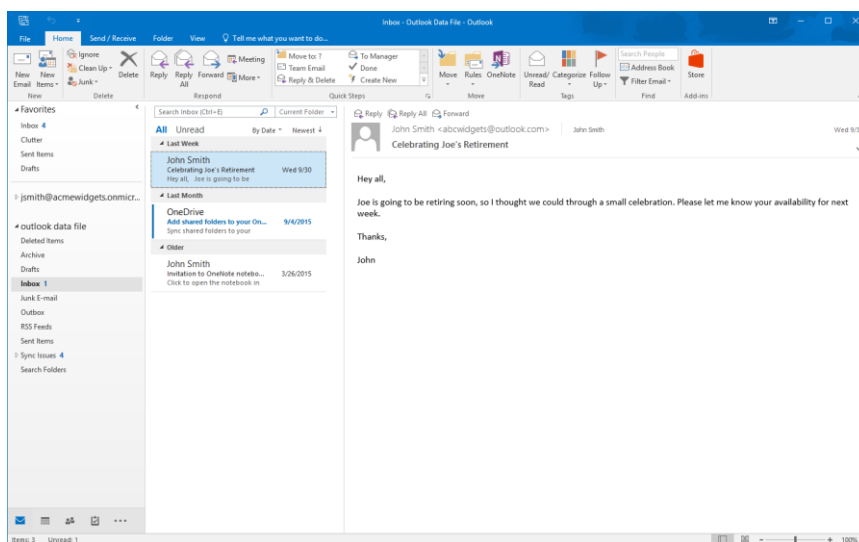 Inbox - Outlook Data File - Outlook
File Home Send / Receive Folder View Tell me what you want to do...
New Email
New Items
Ignore
Clean Up
Junk
Delete
Reply
Reply All
Forward
Meeting
More
Move to: ?
Team Email
Reply & Delete
To Manager
Done
Create New
Move
Rules
OneNote
Unread/ Read
Categorize
Follow Up
Search People
Address Book
Filter Email
Store
New Delete Respond Quick Steps Move Tags Find Add-ins
Favorites
Inbox 4
Clutter
Sent Items
Drafts
jsmith@acmewidgets.onmicr...
outlook data file
Deleted Items
Archive
Drafts
Inbox 1
Junk E-mail
Outbox
RSS Feeds
Sent Items
Sync Issues 4
Search Folders
Search Inbox (Ctrl+E) Current Folder
All Unread By Date Newest
Last Week
John Smith
Celebrating Joe's Retirement Wed 9/30
Hey all, Joe is going to be
Last Month
OneDrive
Add shared folders to your On... 9/4/2015
Sync shared folders to your
Older
John Smith
Invitation to OneNote notebo... 3/26/2015
Click to open the notebook in
Reply Reply All Forward
John Smith <abcwidgets@outlook.com> John Smith Wed
Celebrating Joe's Retirement
Hey all,
Joe is going to be retiring soon, so I thought we could through a small celebration. Please let me know your availability for next
week.
Thanks,
John
Items: 3 Unread: 1 100%